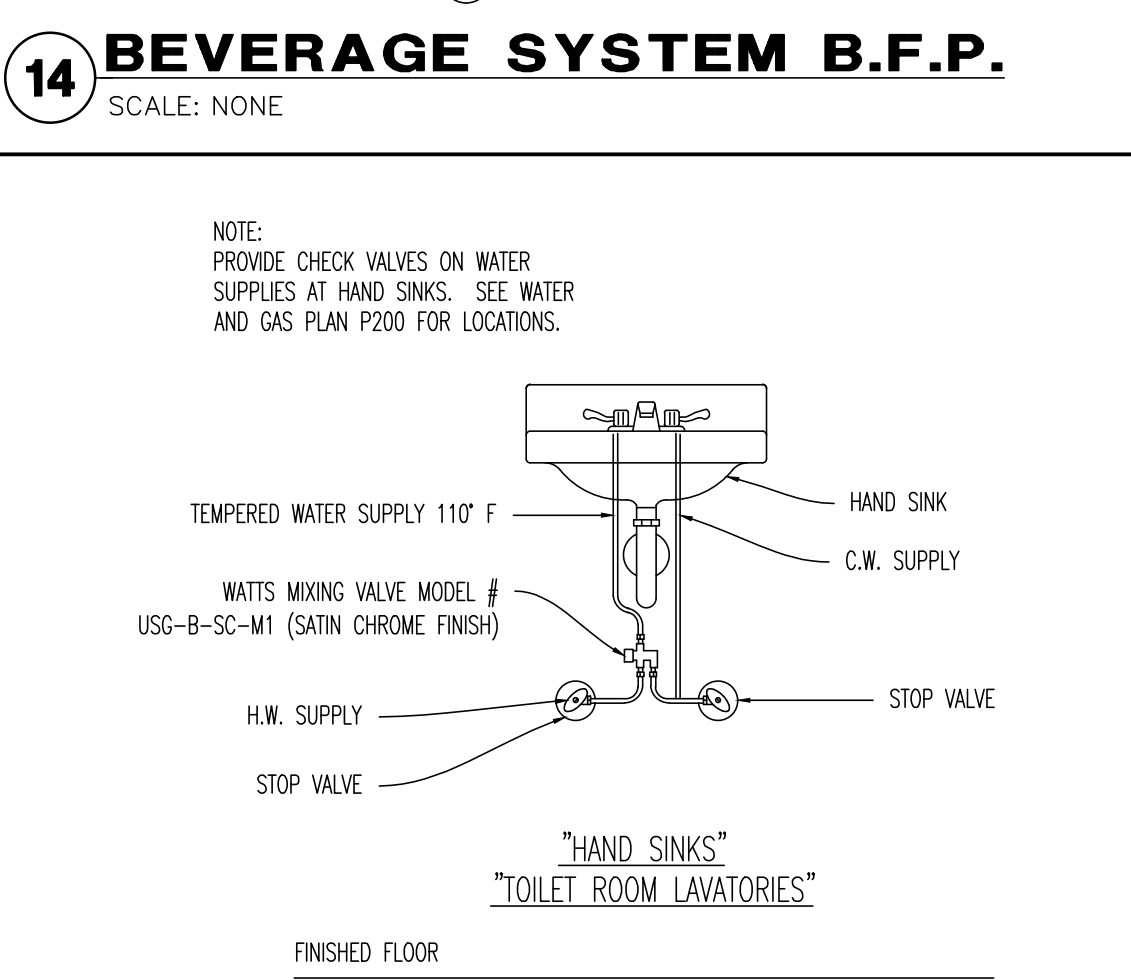 14 BEVERAGE SYSTEM B.F.P.
SCALE: NONE
NOTE:
PROVIDE CHECK VALVES ON WATER
SUPPLIES AT HAND SINKS. SEE WATER
AND GAS PLAN P200 FOR LOCATIONS.
HAND SINK
TEMPERED WATER SUPPLY 110° F
C.W. SUPPLY
WATTS MIXING VALVE MODEL #
USG-B-SC-M1 (SATIN CHROME FINISH)
STOP VALVE
H.W. SUPPLY
STOP VALVE
"HAND SINKS"
"TOILET ROOM LAVATORIES"
FINISHED FLOOR